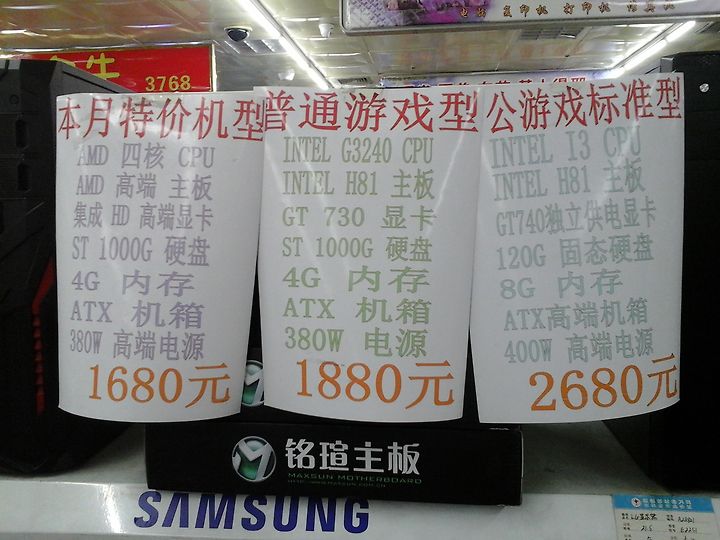 3768
本月特价机型
AMD 四核 CPU
AMD 高端 主板
集成 HD 高端显卡
ST 1000G 硬盘
4G 内存
ATX 机箱
380W 高端电源
1680元
普通游戏型
INTEL G3240 CPU
INTEL H81 主板
GT 730 显卡
ST 1000G 硬盘
4G 内存
ATX 机箱
380W 电源
1880元
公游戏标准型
INTEL I3 CPU
INTEL H81 主板
GT740独立供电显卡
120G 固态硬盘
8G 内存
ATX高端机箱
400W 高端电源
2680元
铭瑄主板
MAXSUN MOTHERBOARD
SAMSUNG